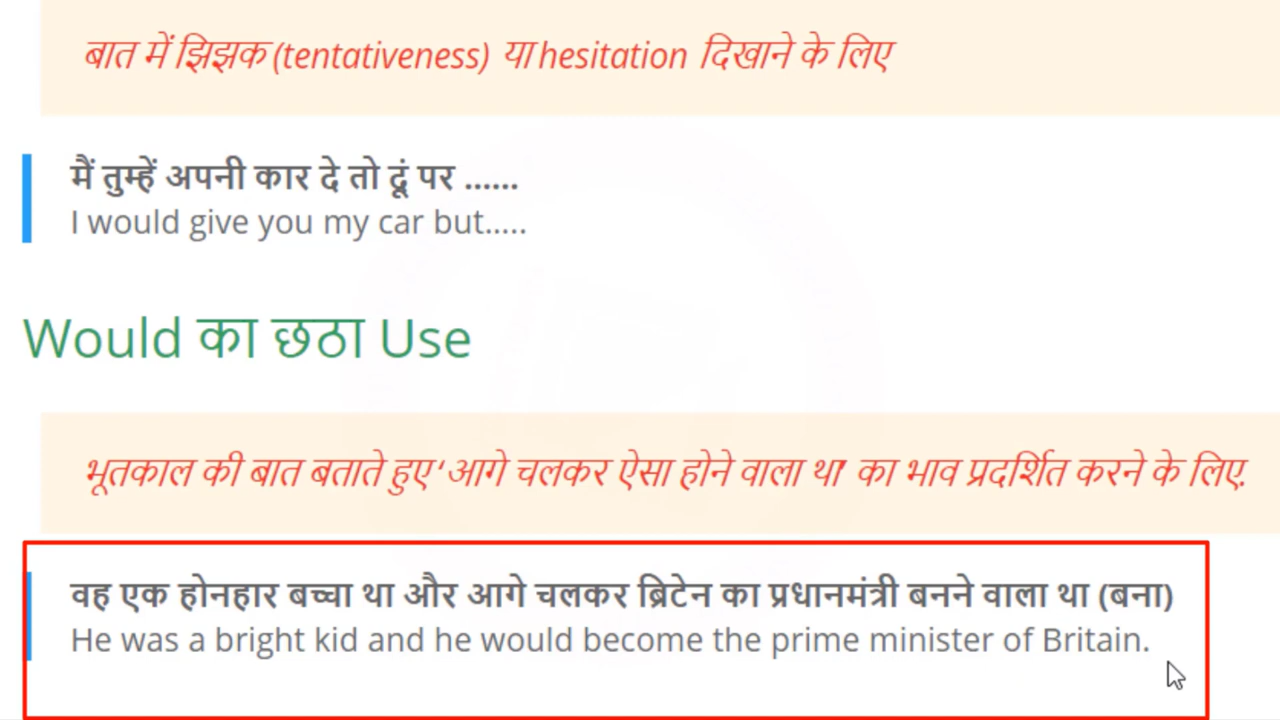 बात में झिझक (tentativeness) या hesitation दिखाने के लिए
मैं तुम्हें अपनी कार दे तो दूं पर ......
I would give you my car but.....
Would का छठा Use
भूतकाल की बात बताते हुए ‘आगे चलकर ऐसा होने वाला था’ का भाव प्रदर्शित करने के लिए.
वह एक होनहार बच्चा था और आगे चलकर ब्रिटेन का प्रधानमंत्री बनने वाला था (बना)
He was a bright kid and he would become the prime minister of Britain.